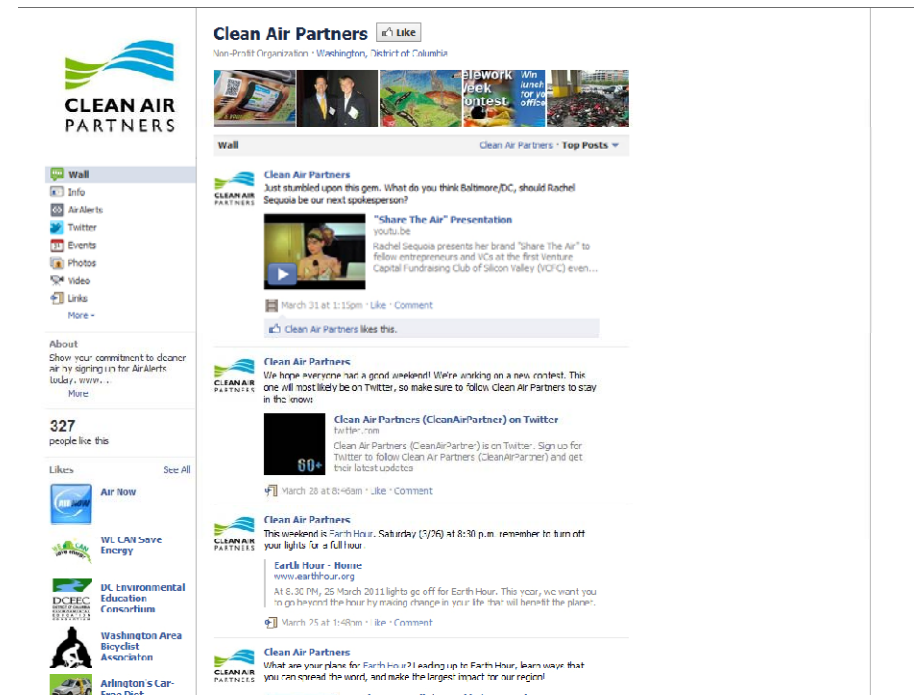 CLEAN AIR
PARTNERS
Wall
Info
AirAlerts
Twitter
Events
Photos
Video
Links
More
About
Show your commitment to cleaner
air by signing up for AirAlerts
today. www....
More
327
people like this
Likes See All
Air Now
WE CAN Save
Energy
DCEEC
DC Environmental
Education
Consortium
Washington Area
Bicyclist
Association
Arlington's Car-
Free Diet
Clean Air Partners Like
Non-Profit Organization · Washington, District of Columbia
elework
Week
ontest
Win
lunch
for yo
office
Wall Clean Air Partners · Top Posts
CLEAN AIR
PARTNERS
Clean Air Partners
Just stumbled upon this gem. What do you think Baltimore/DC, should Rachel
Sequoia be our next spokesperson?
"Share The Air" Presentation
youtu.be
Rachel Sequoia presents her brand "Share The Air" to
fellow entrepreneurs and VCs at the first Venture
Capital Fundraising Club of Silicon Valley (VCFC) even...
March 31 at 1:15pm · Like · Comment
Clean Air Partners likes this.
CLEAN AIR
PARTNERS
Clean Air Partners
We hope everyone had a good weekend! We're working on a new contest. This
one will most likely be on Twitter, so make sure to follow Clean Air Partners to stay
in the know:
60+
Clean Air Partners (CleanAirPartner) on Twitter
twitter.com
Clean Air Partners (CleanAirPartner) is on Twitter. Sign up for
Twitter to follow Clean Air Partners (CleanAirPartner) and get
their latest updates
March 28 at 8:46am · Like · Comment
CLEAN AIR
PARTNERS
Clean Air Partners
This weekend is Earth Hour. Saturday (3/26) at 8:30 p.m. remember to turn off
your lights for a full hour.
Earth Hour - Home
www.earthhour.org
At 8.30 PM, 26 March 2011 lights go off for Earth Hour. This year, we want you
to go beyond the hour by making change in your life that will benefit the planet.
March 25 at 1:48pm · Like · Comment
CLEAN AIR
PARTNERS
Clean Air Partners
What are your plans for Earth Hour? Leading up to Earth Hour, learn ways that
you can spread the word, and make the largest impact for our region!